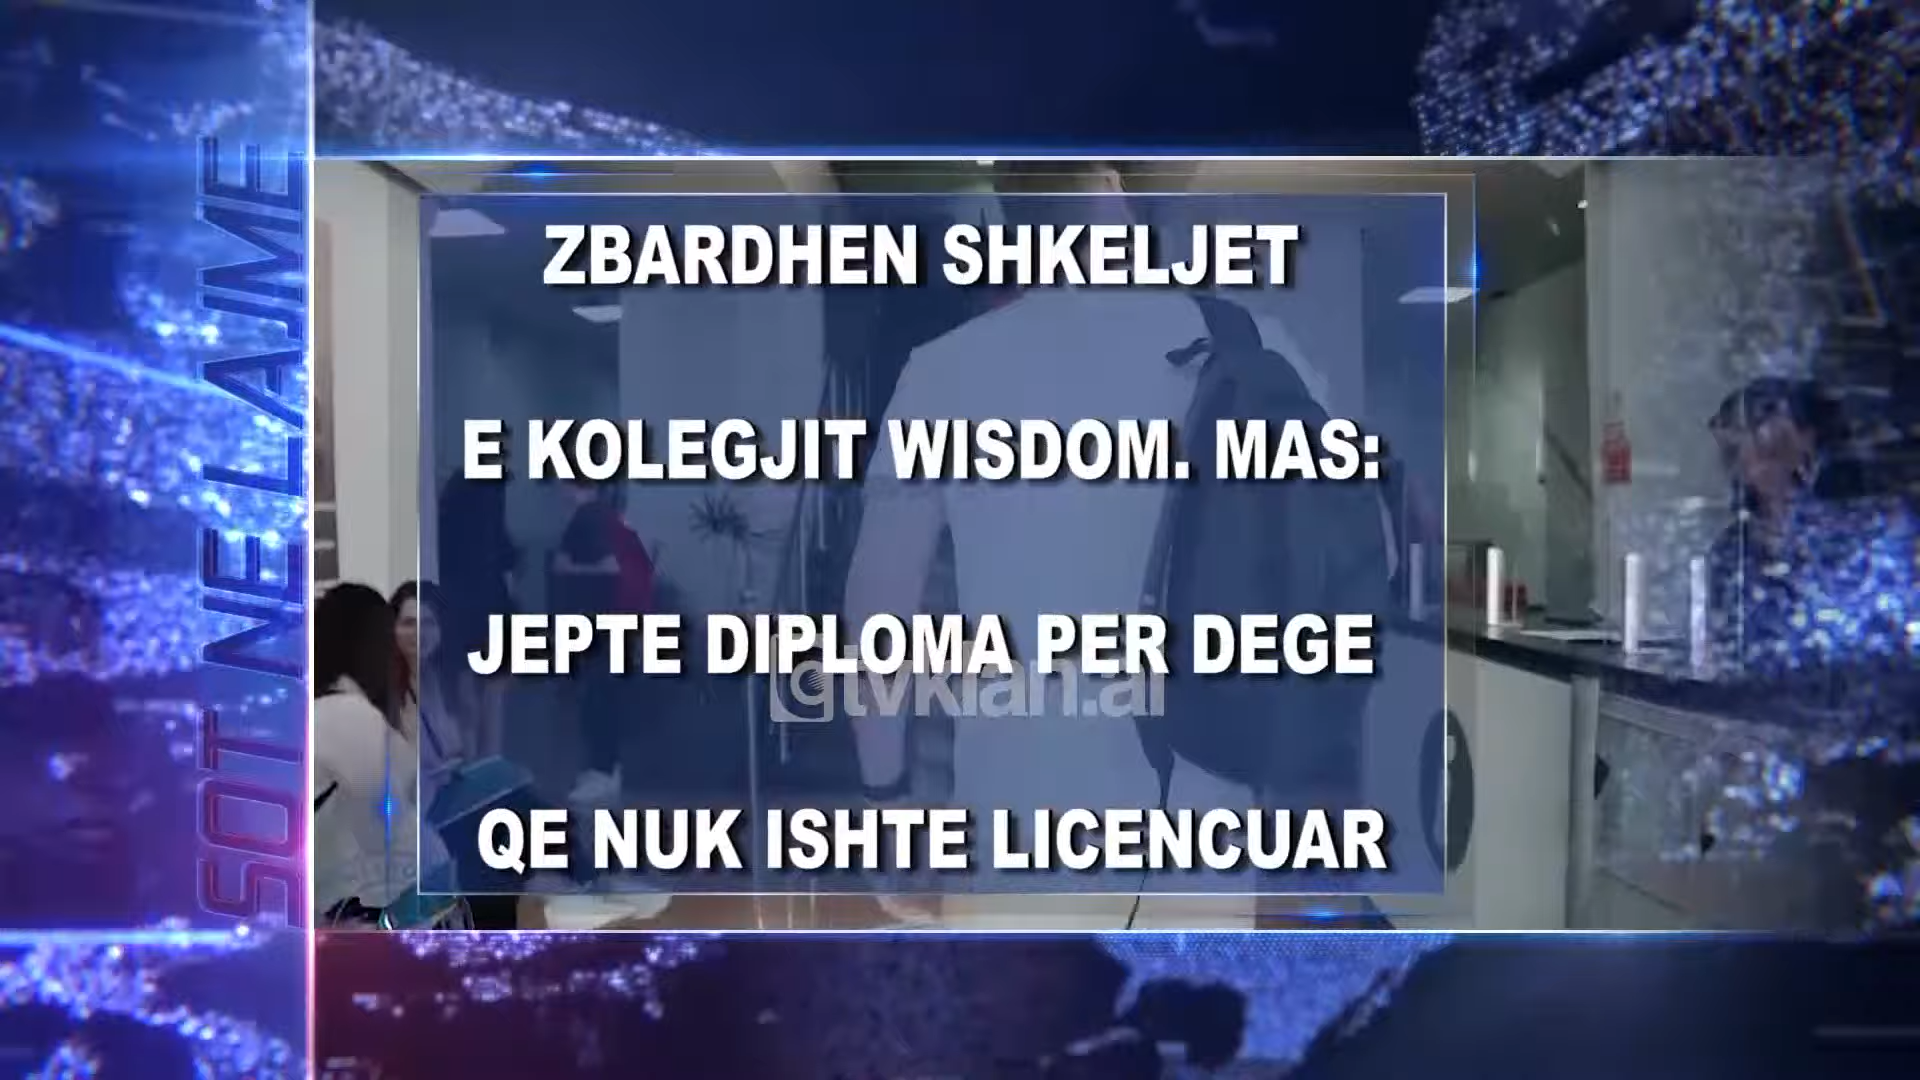 SOT NE LAJME
ZBARDHEN SHKELJET
E KOLEGJIT WISDOM. MAS:
JEPTE DIPLOMA PER DEGE
tvklan.al
QE NUK ISHTE LICENCUAR